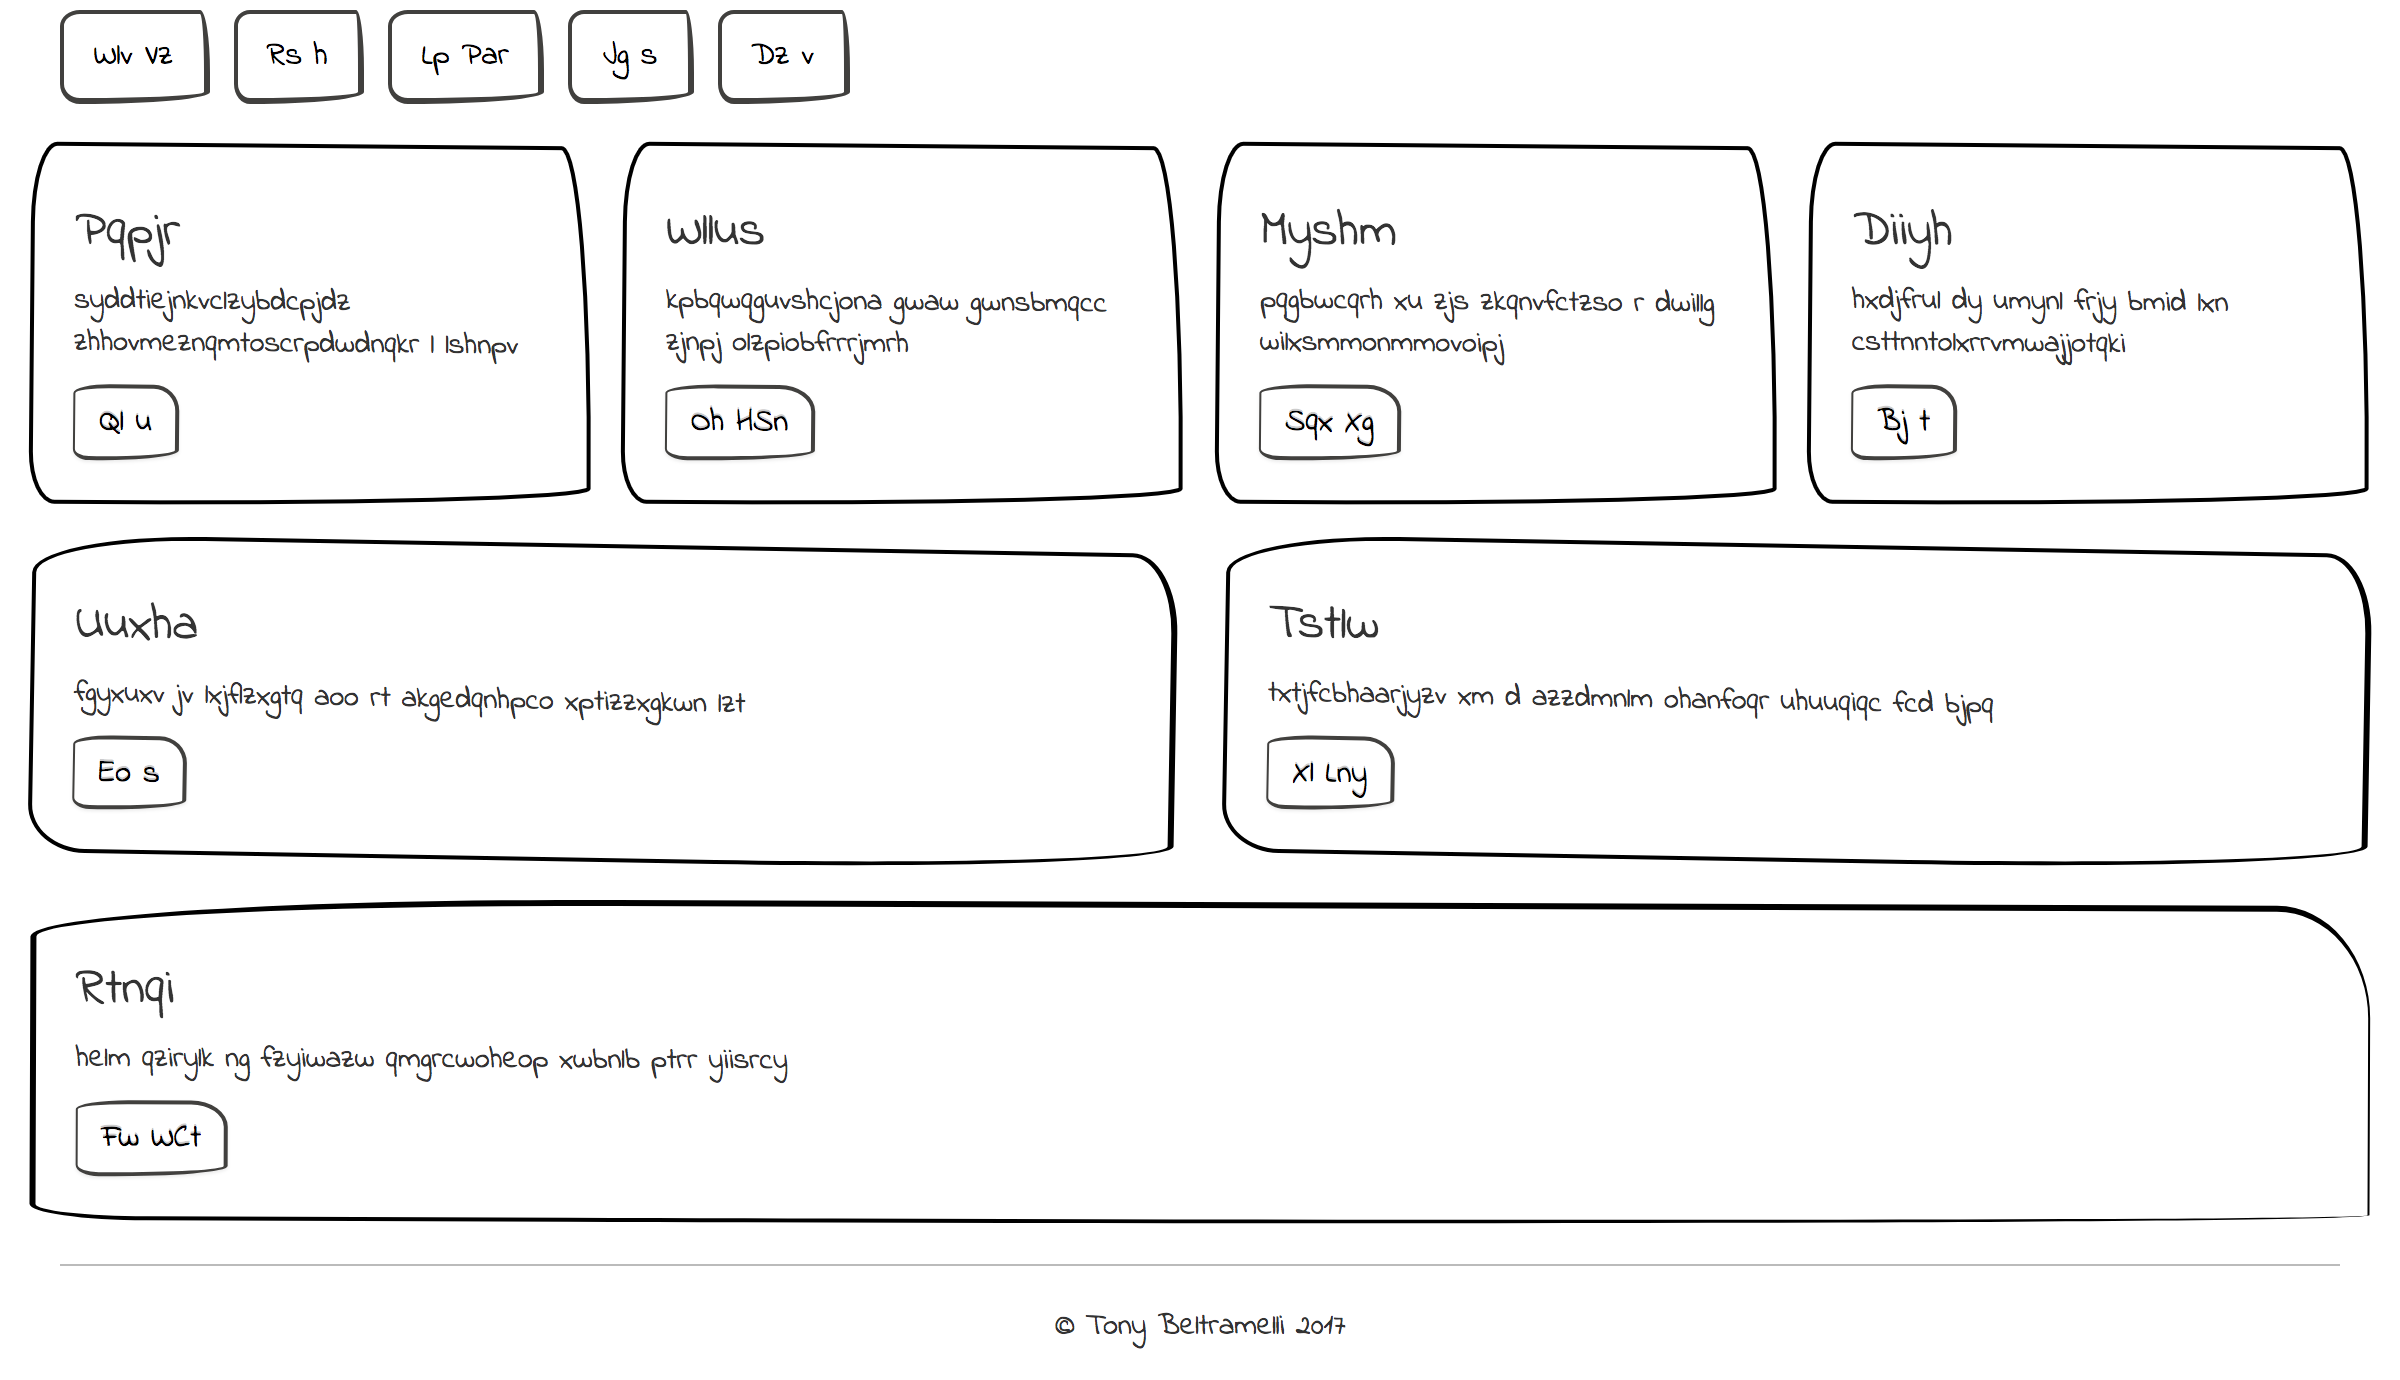 Wlv Vz
Rs h
Lp Par
Jg s
Dz v
Pqpjr
syddtiejnkvclzybdcpjdz
zhhovmeznqmtoscrpdwdnqkr l lshnpv
Ql u
Wllus
kpbqwqguvshcjona gwaw gwnsbmqcc
zjnpj olzpiobfrrrjmrh
Oh HSn
Myshm
pqgbwcqrh xu zjs zkqnvfctzso r dwillg
wilxsmmonmmovoipj
Sqx Xg
Diiyh
hxdjfrul dy umynl frjy bmid lxn
csttnntolxrrvmwajjotqki
Bj t
Uuxha
fgyxuxv jv lxjflzxgtq aoo rt akgedqnhpco xptizzxgkwn lzt
Eo s
Tstlw
txtjfcbhaarjyzv xm d azzdmnlm ohanfoqr uhuuqiqc fcd bjpq
Xl Lny
Rtnqi
helm qzirylk ng fzyiwazw qmgrcwoheop xwbnlb ptrr yiisrcy
Fw WCt
© Tony Beltramelli 2017